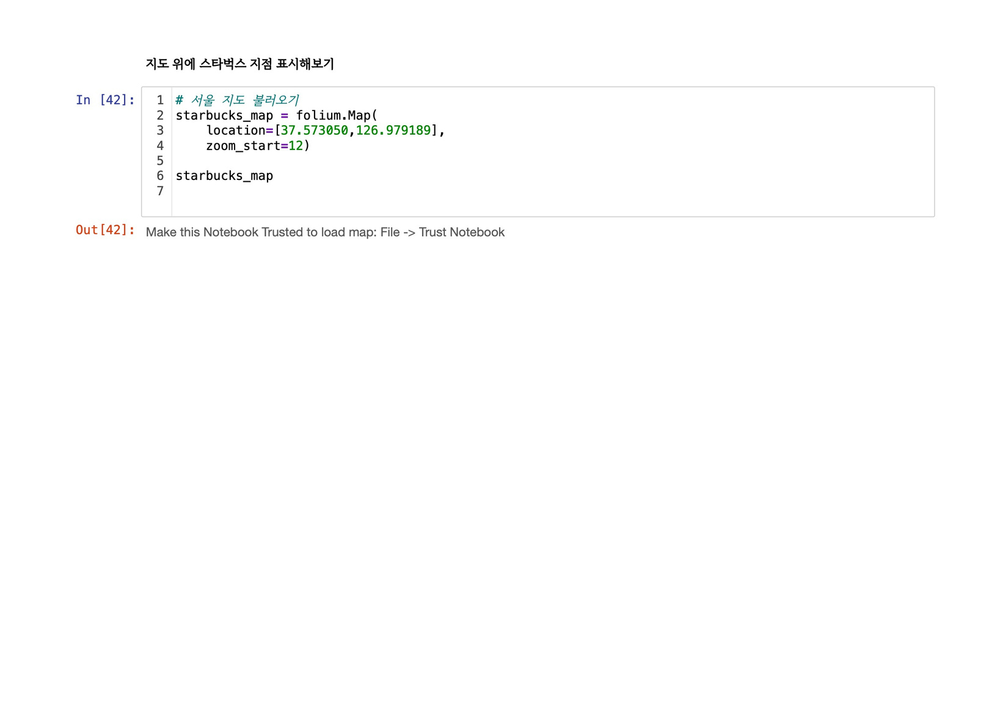 지도 위에 스타벅스 지점 표시해보기
In [42]:
1 # 서울 지도 불러오기
2 starbucks_map = folium.Map(
3     location=[37.573050,126.979189],
4     zoom_start=12)
5
6 starbucks_map
7
Out[42]: Make this Notebook Trusted to load map: File -> Trust Notebook